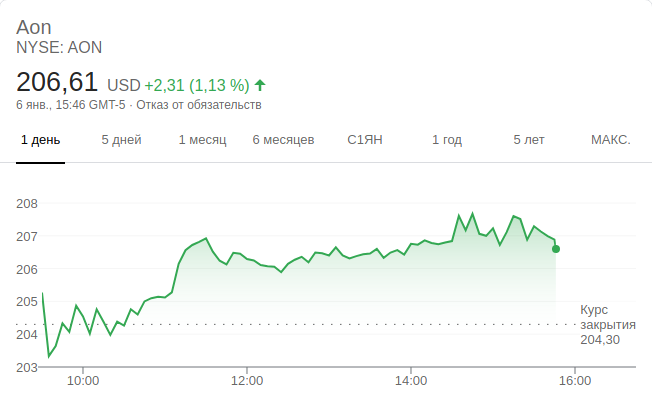 Aon
NYSE: AON
206,61 USD +2,31 (1,13 %)
6 янв., 15:46 GMT-5 · Отказ от обязательств
1 день 5 дней 1 месяц 6 месяцев С1ЯН 1 год 5 лет МАКС.
208
207
206
205
204
203
Курс
закрытия
204,30
10:00 12:00 14:00 16:00